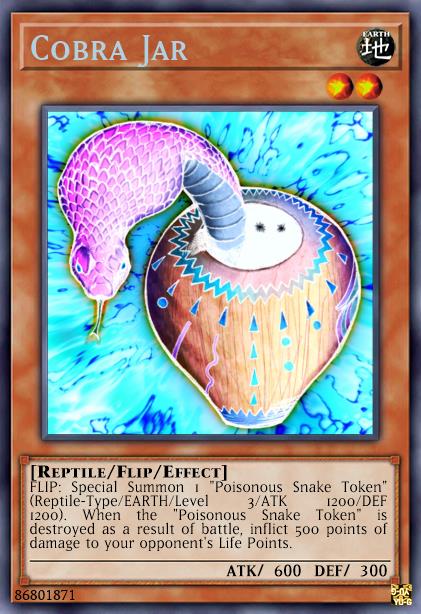 Cobra Jar
EARTH
地
[Reptile/Flip/Effect]
FLIP: Special Summon 1 "Poisonous Snake Token"
(Reptile-Type/EARTH/Level 3/ATK 1200/DEF
1200). When the "Poisonous Snake Token" is
destroyed as a result of battle, inflict 500 points of
damage to your opponent's Life Points.
ATK/ 600 DEF/ 300
86801871